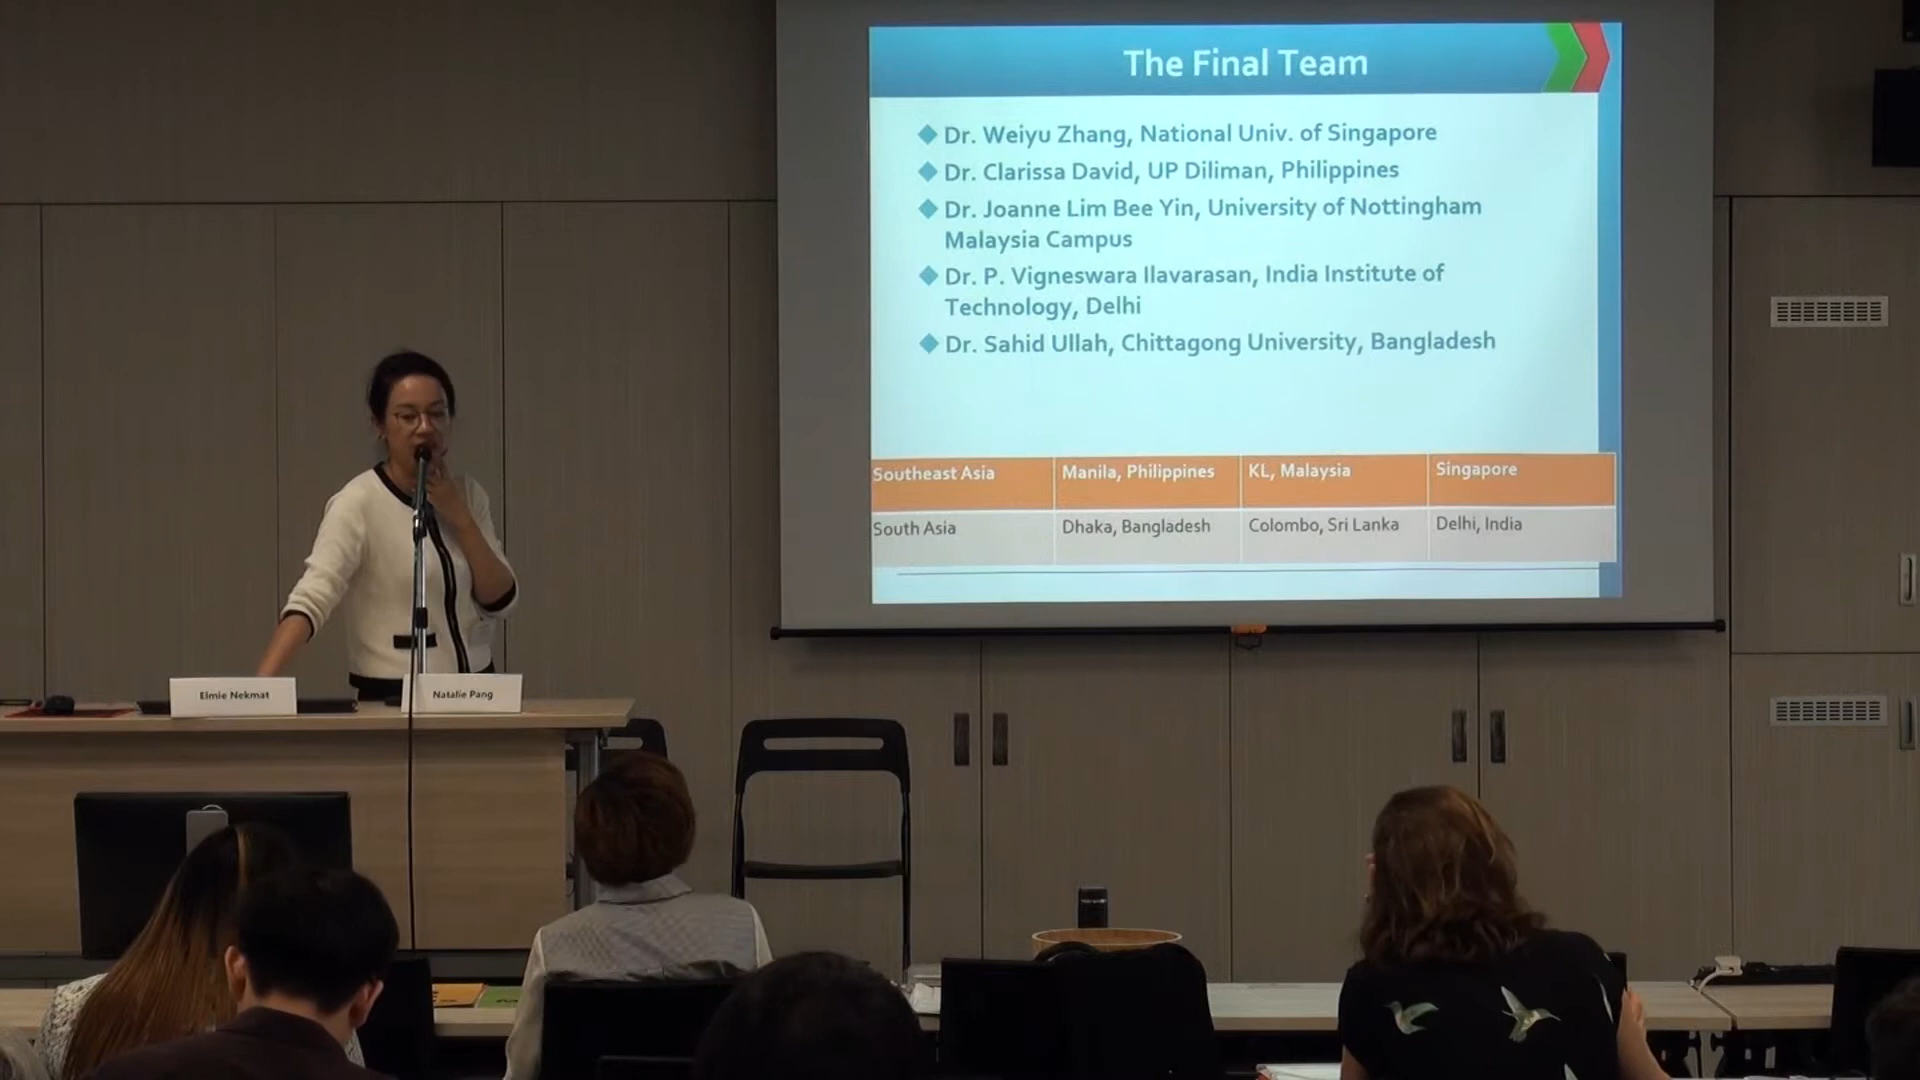 The Final Team
Dr. Weiyu Zhang, National Univ. of Singapore
Dr. Clarissa David, UP Diliman, Philippines
Dr. Joanne Lim Bee Yin, University of Nottingham
Malaysia Campus
Dr. P. Vigneswara Ilavarasan, India Institute of
Technology, Delhi
Dr. Sahid Ullah, Chittagong University, Bangladesh
Southeast Asia Manila, Philippines KL, Malaysia Singapore
South Asia Dhaka, Bangladesh Colombo, Sri Lanka Delhi, India
Elmie Nekmat
Natalie Pang